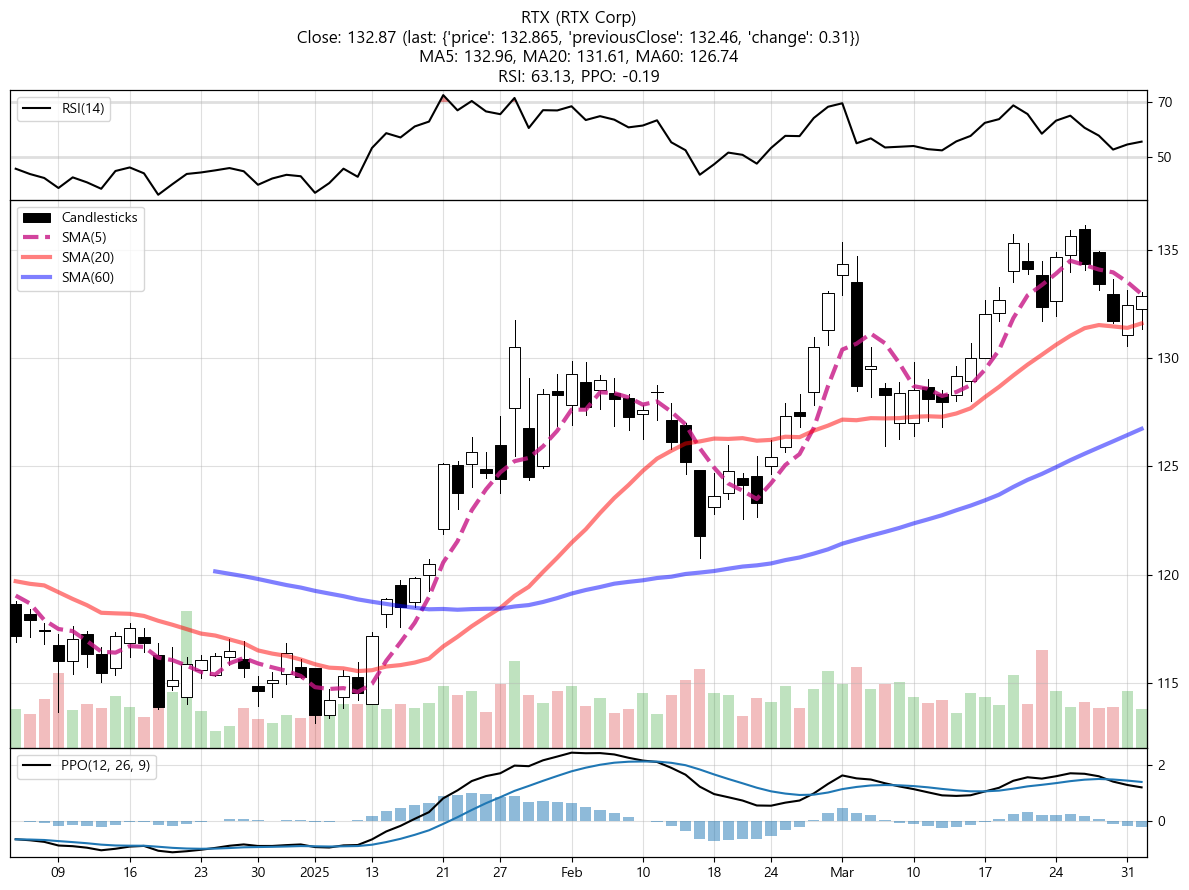 RTX (RTX Corp)
Close: 132.87 (last: {'price': 132.865, 'previousClose': 132.46, 'change': 0.31})
MA5: 132.96, MA20: 131.61, MA60: 126.74
RSI: 63.13, PPO: -0.19
RSI(14)
70
50
Candlesticks
SMA(5)
SMA(20)
SMA(60)
135
130
125
120
115
PPO(12, 26, 9)
2
0
09 16 23 30 2025 13 21 27 Feb 10 18 24 Mar 10 17 24 31